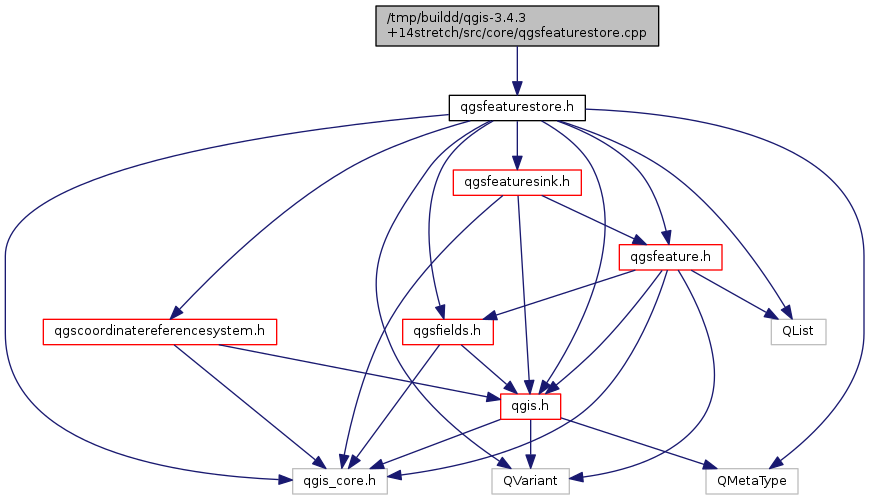 /tmp/buildd/qgis-3.4.3
+14stretch/src/core/qgsfeaturestore.cpp
qgsfeaturestore.h
qgsfeaturesink.h
qgsfeature.h
qgscoordinatereferencesystem.h
qgsfields.h
QList
qgis.h
qgis_core.h
QVariant
QMetaType